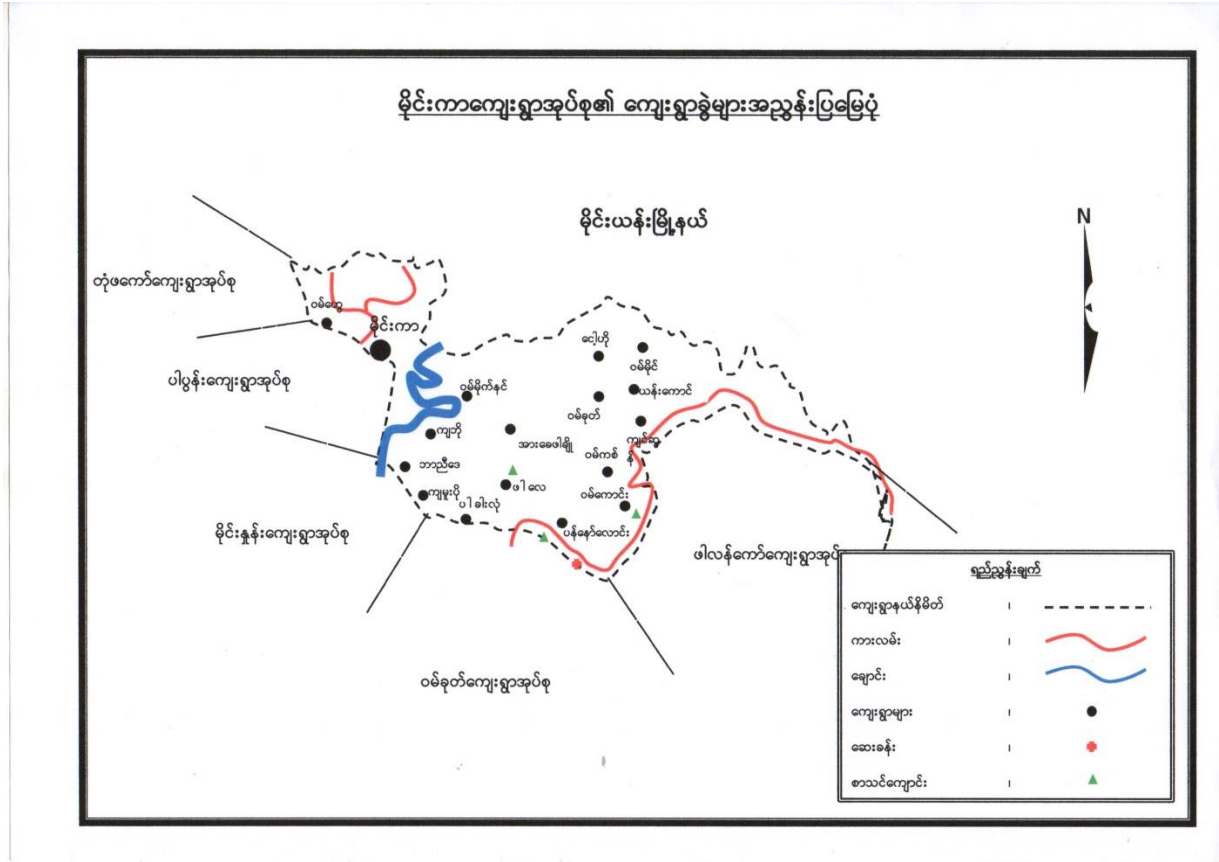 မိုင်းကာကျေးရွာအုပ်စု၏ ကျေးရွာခွဲများအညွှန်းပြမြေပုံ
မိုင်းယန်းမြို့နယ်
N
တုံဖကော်ကျေးရွာအုပ်စု
ဝမ်တွေ
မိုင်းကာ
ပါပွန်းကျေးရွာအုပ်စု
ငေါ့ဟို
ဝမ်မိုင်
ယန်းကောင်
ဝမ်မိုက်နင်
ဝမ်ခုတ်
ကျဘို
အားခေဖါချို
ဝမ်ကစ်
ဘာညီဒေ
ကျမူးပို
ဖါလေ
ဝမ်ကောင်း
ပါခါးလုံ
ပန်နော်လောင်း
မိုင်းနှုန်းကျေးရွာအုပ်စု
ဖါလန်ကော်ကျေးရွာအုပ်
ဝမ်ခုတ်ကျေးရွာအုပ်စု
ရည်ညွှန်းချက်
ကျေးရွာနယ်နိမိတ် ၊
ကားလမ်း ၊
ချောင်း ၊
ကျေးရွာများ ၊
ဆေးခန်း ၊
စာသင်ကျောင်း ၊